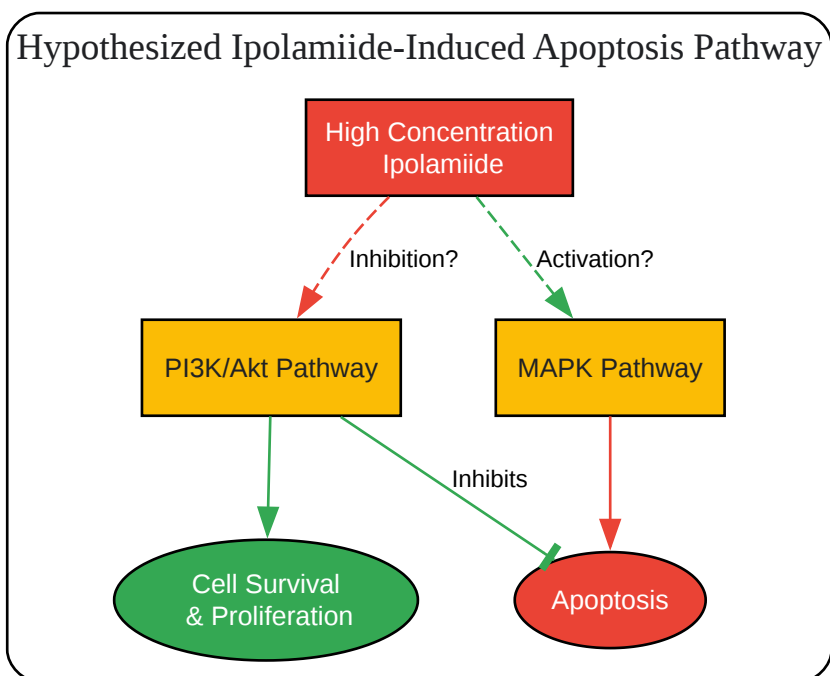 Hypothesized Ipolamiide-Induced Apoptosis Pathway
High Concentration
Ipolamiide
Inhibition?
Activation?
PI3K/Akt Pathway
MAPK Pathway
Inhibits
Cell Survival
& Proliferation
Apoptosis